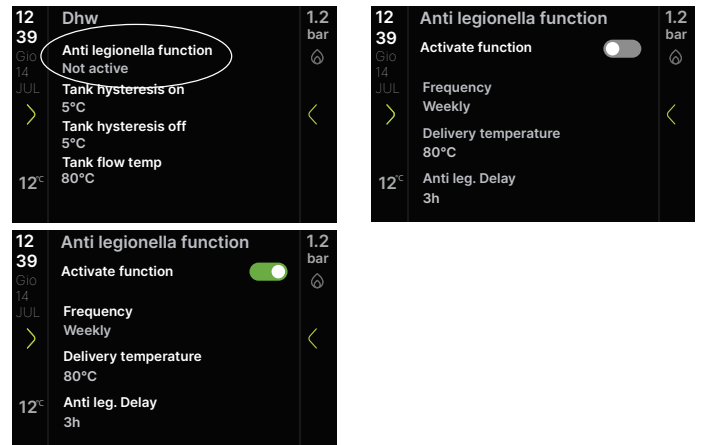 12
39
Gio
14
JUL
12°C
Dhw
Anti legionella function
Not active
Tank hysteresis on
5°C
Tank hysteresis off
5°C
Tank flow temp
80°C
1.2
bar
12
39
Gio
14
JUL
12°C
Anti legionella function
Activate function
Frequency
Weekly
Delivery temperature
80°C
Anti leg. Delay
3h
1.2
bar
12
39
Gio
14
JUL
12°C
Anti legionella function
Activate function
Frequency
Weekly
Delivery temperature
80°C
Anti leg. Delay
3h
1.2
bar